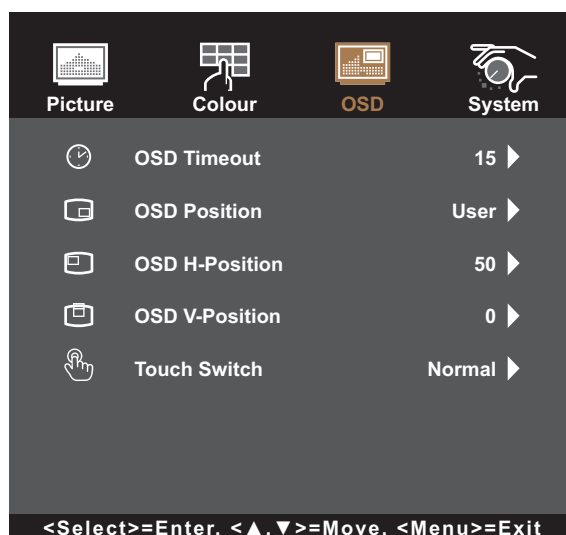 Picture Colour OSD System
OSD Timeout 15
OSD Position User
OSD H-Position 50
OSD V-Position 0
Touch Switch Normal
<Select>=Enter, <▲,▼>=Move, <Menu>=Exit